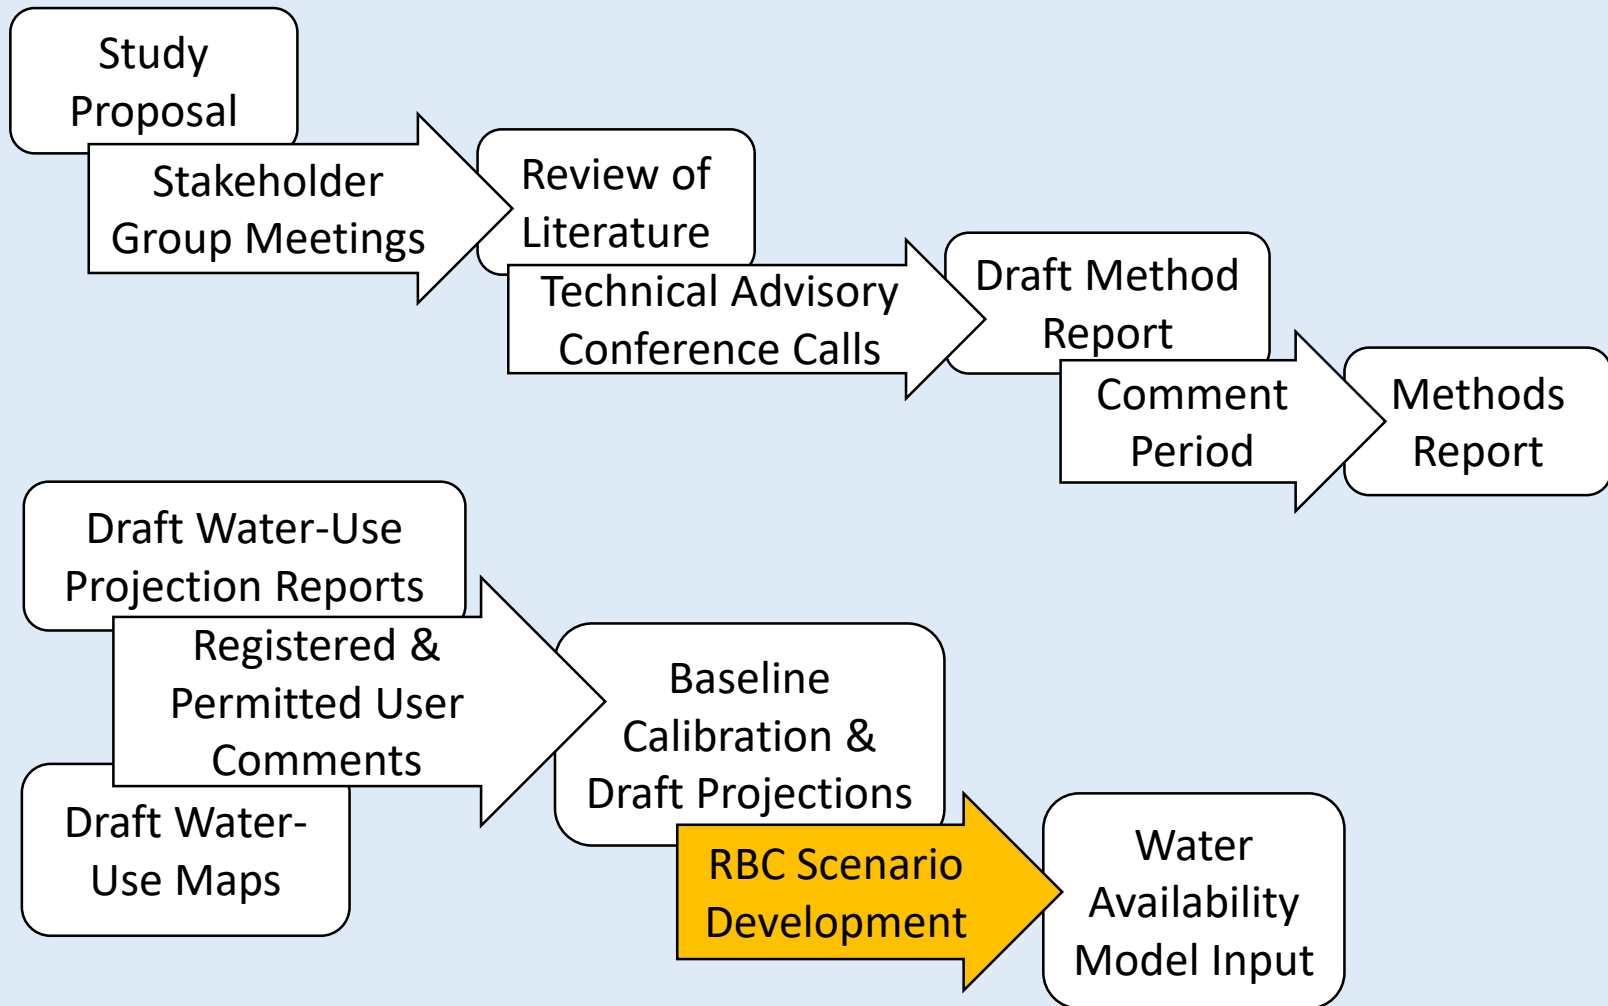 Study
Proposal
Stakeholder
Group Meetings
Review of
Literature
Technical Advisory
Conference Calls
Draft Method
Report
Comment
Period
Methods
Report
Draft Water-Use
Projection Reports
Registered &
Permitted User
Comments
Draft Water-
Use Maps
Baseline
Calibration &
Draft Projections
RBC Scenario
Development
Water
Availability
Model Input